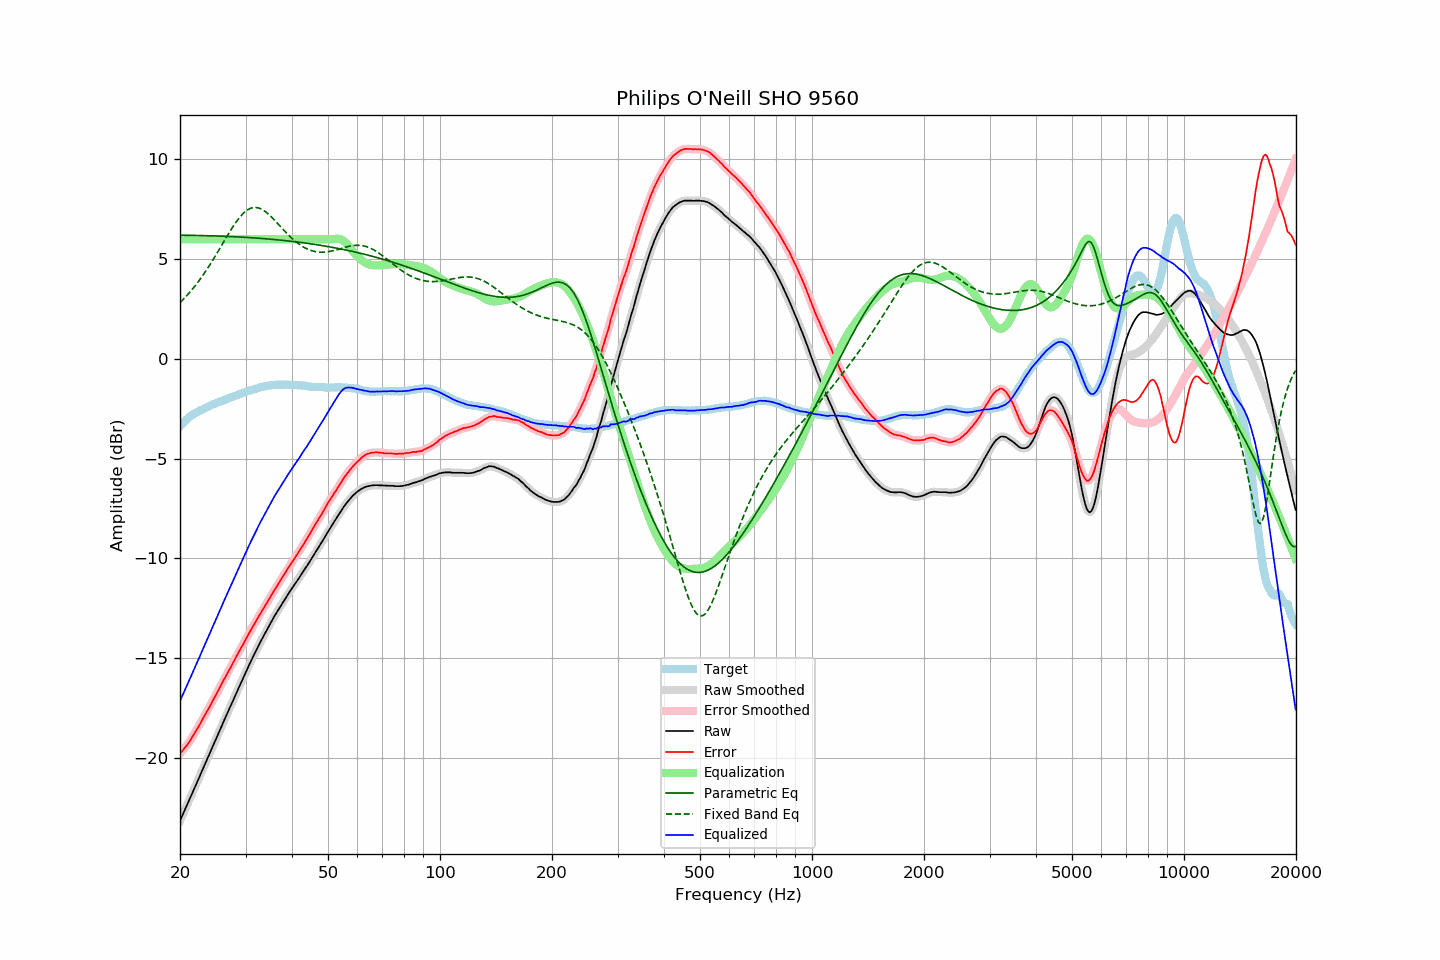 Philips O'Neill SHO 9560
Amplitude (dBr)
10
5
0
−5
−10
−15
−20
Target
Raw Smoothed
Error Smoothed
Raw
Error
Equalization
Parametric Eq
Fixed Band Eq
Equalized
20 50 100 200 500 1000 2000 5000 10000 20000
Frequency (Hz)